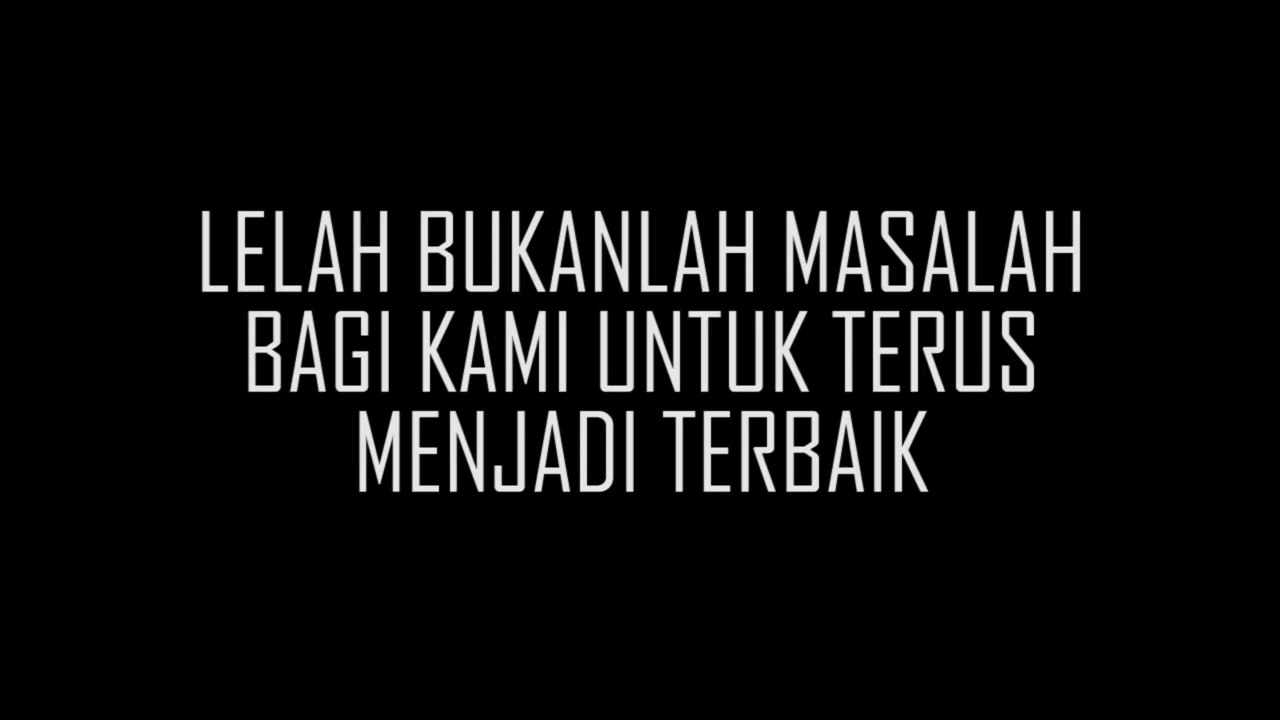 LELAH BUKANLAH MASALAH
BAGI KAMI UNTUK TERUS
MENJADI TERBAIK